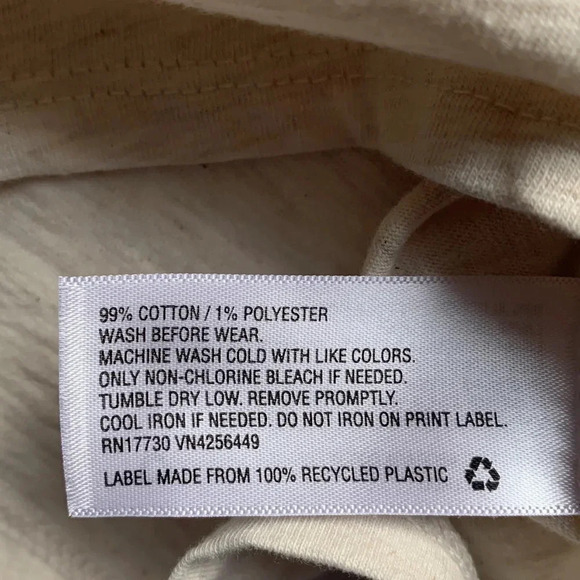 99% COTTON / 1% POLYESTER
WASH BEFORE WEAR.
MACHINE WASH COLD WITH LIKE COLORS.
ONLY NON-CHLORINE BLEACH IF NEEDED.
TUMBLE DRY LOW. REMOVE PROMPTLY.
COOL IRON IF NEEDED. DO NOT IRON ON PRINT LABEL.
RN17730 VN4256449
LABEL MADE FROM 100% RECYCLED PLASTIC